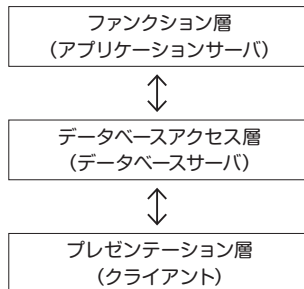 ファンクション層
(アプリケーションサーバ)
データベースアクセス層
(データベースサーバ)
プレゼンテーション層
(クライアント)